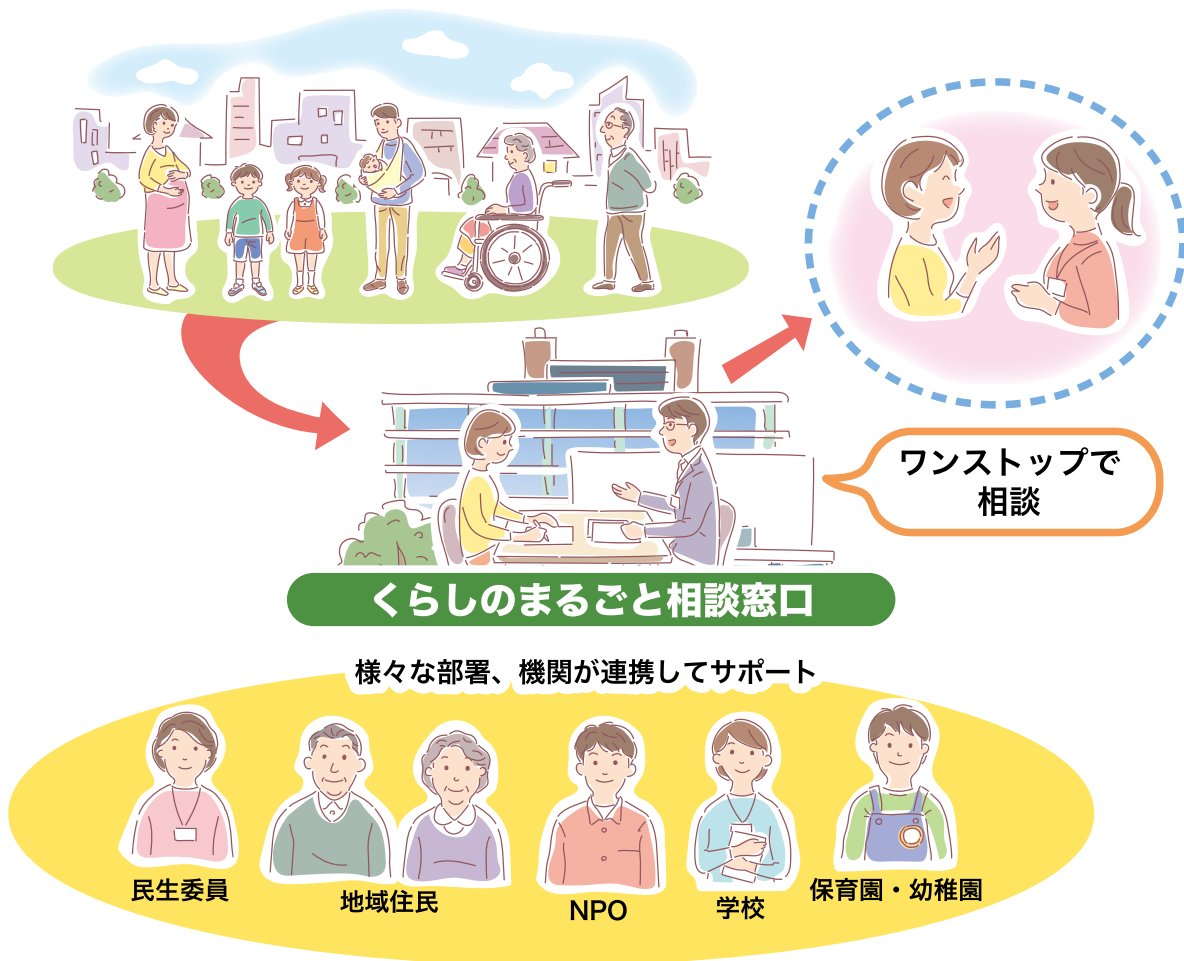 ワンストップで
相談
くらしのまるごと相談窓口
様々な部署、機関が連携してサポート
民生委員
地域住民
NPO
学校
保育園・幼稚園